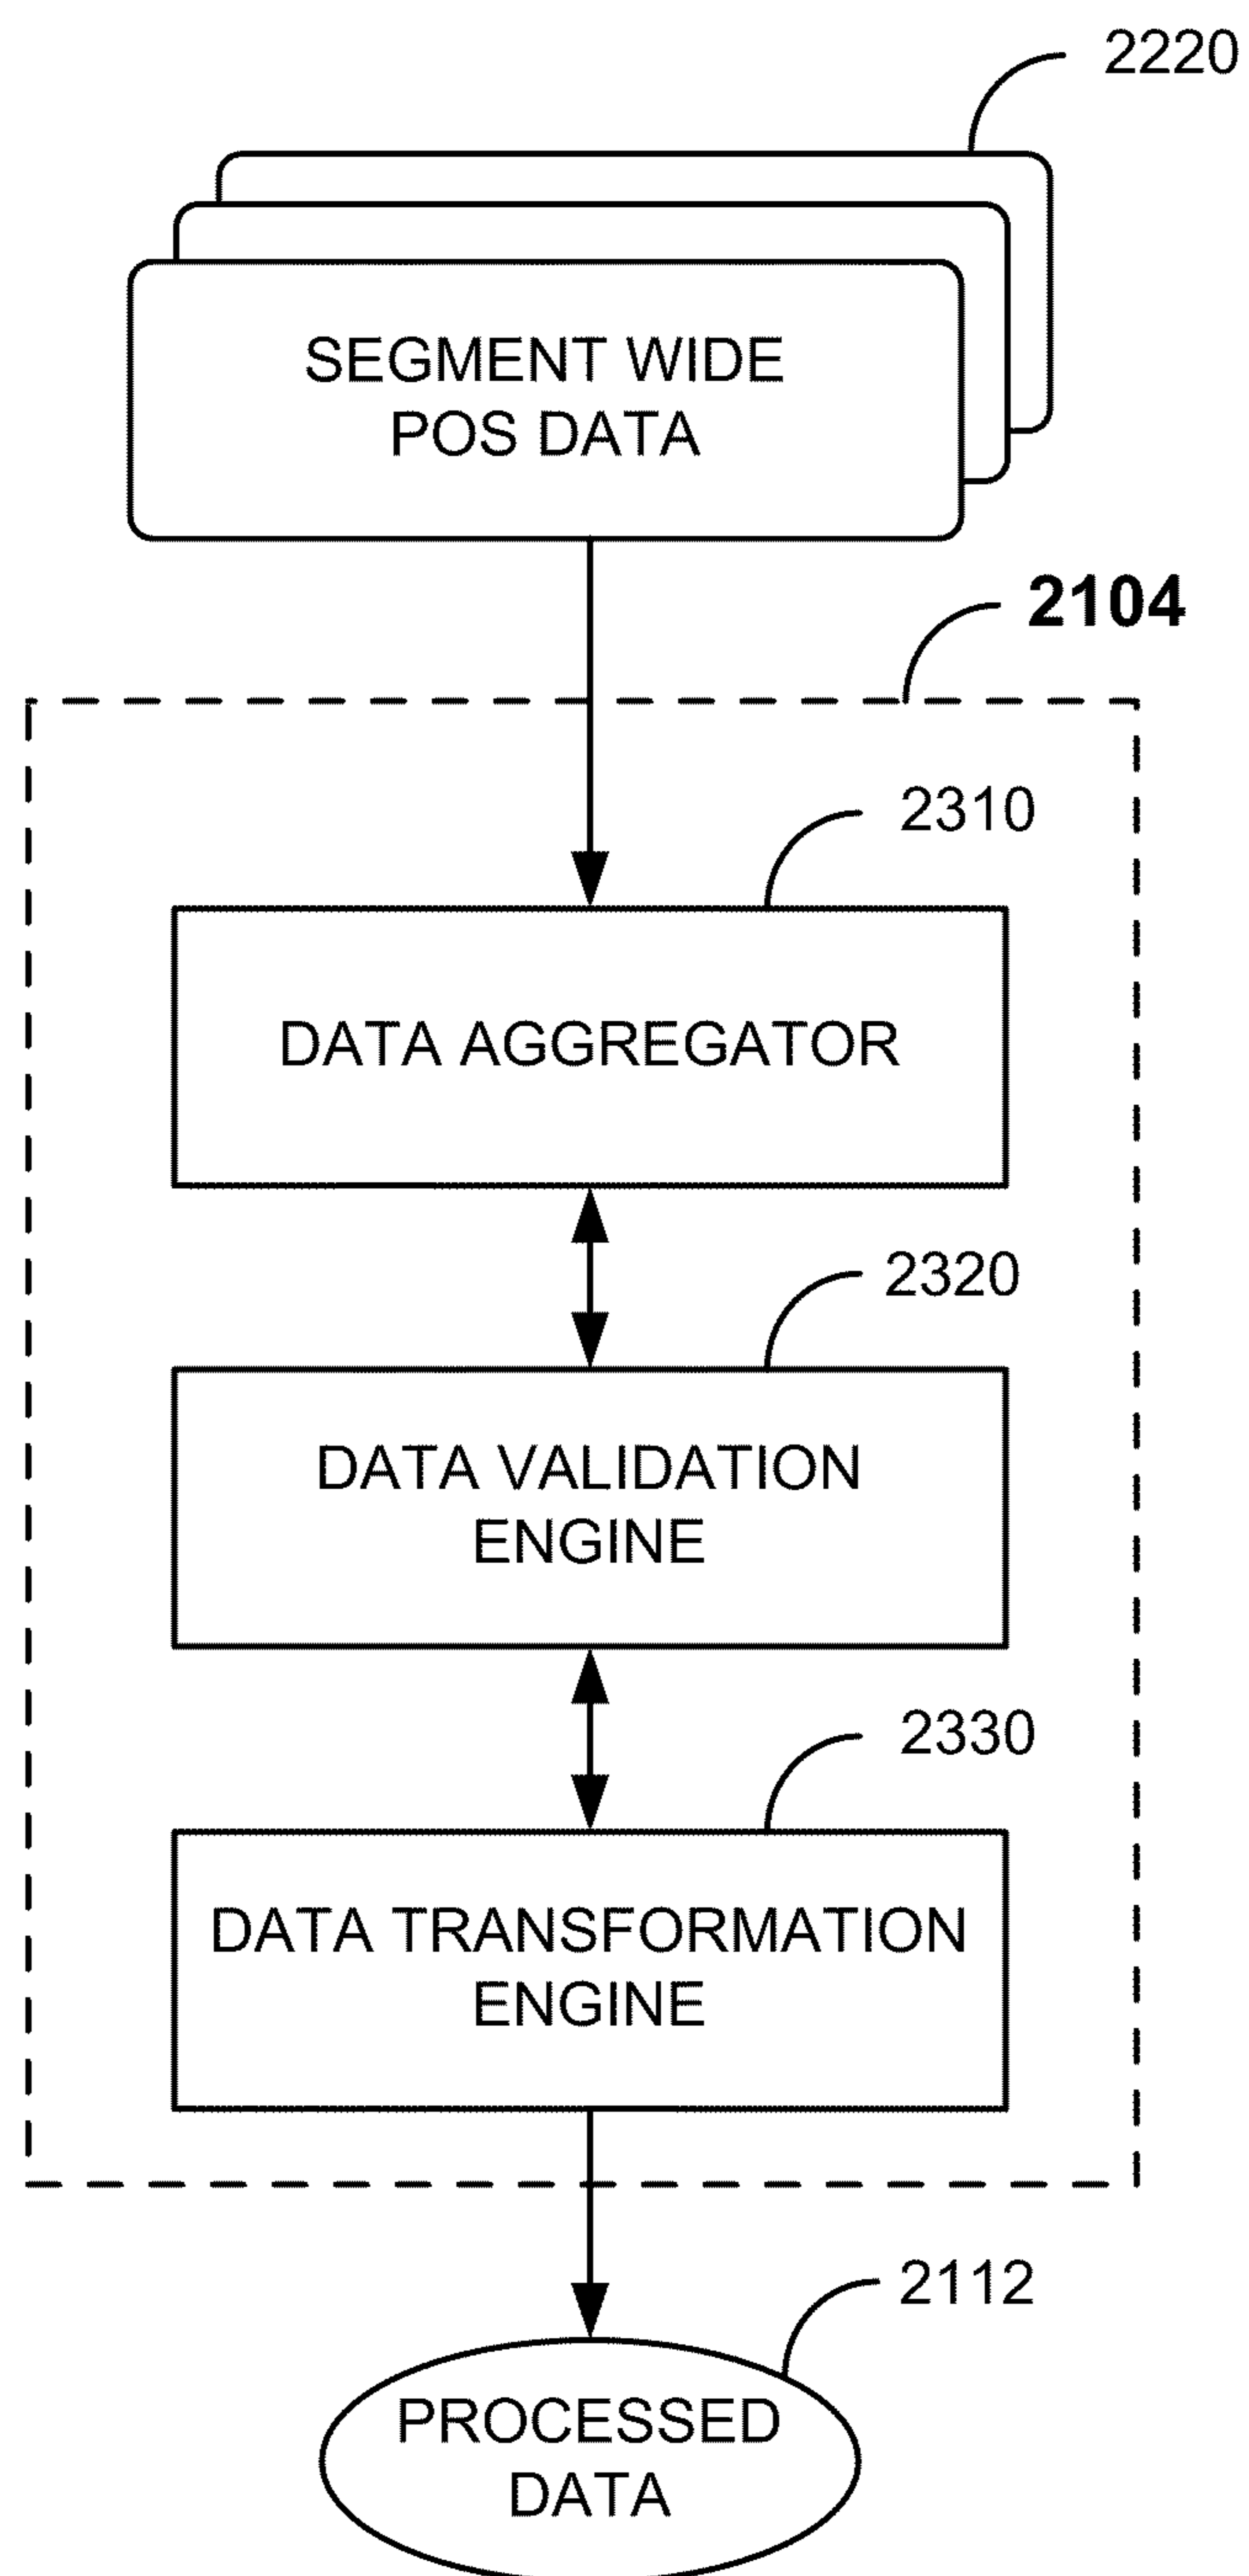 2220
SEGMENT WIDE
POS DATA
2104
2310
DATA AGGREGATOR
2320
DATA VALIDATION
ENGINE
2330
DATA TRANSFORMATION
ENGINE
2112
PROCESSED
DATA